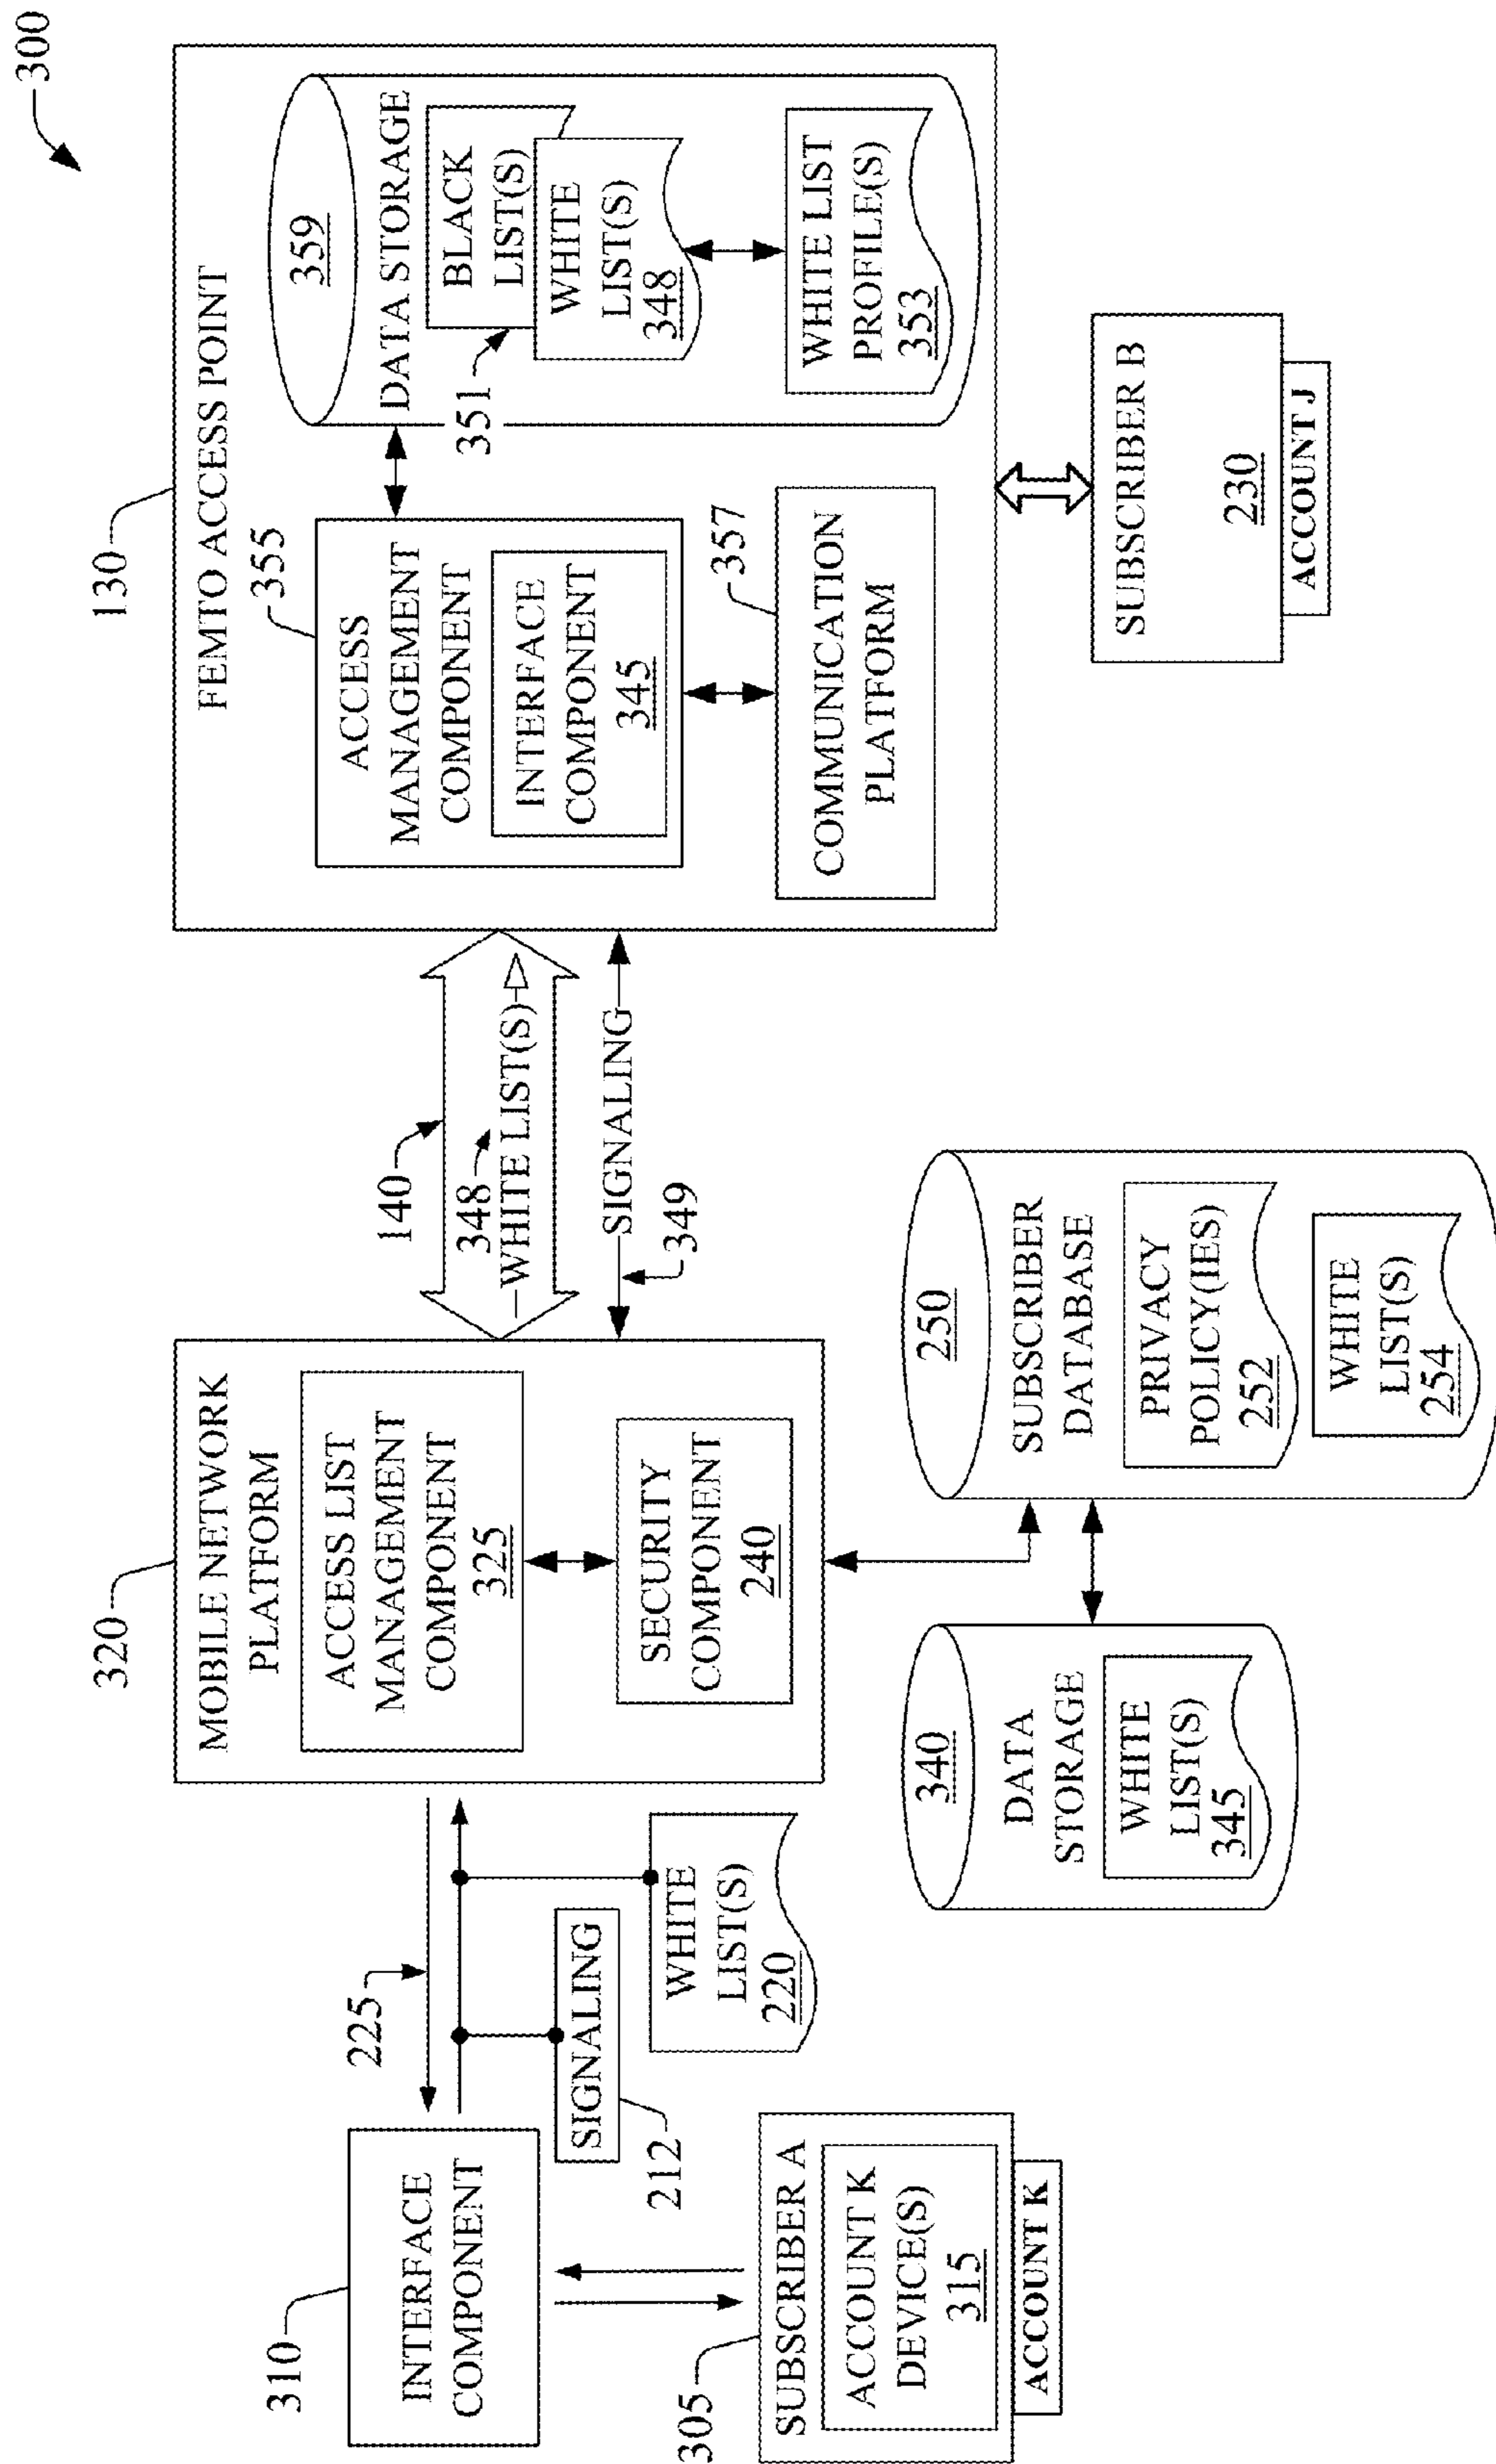 300
130
FEMTO ACCESS POINT
355
ACCESS
MANAGEMENT
COMPONENT
INTERFACE
COMPONENT
345
357
COMMUNICATION
PLATFORM
359
DATA STORAGE
BLACK
LIST(S)
351
WHITE
LIST(S)
348
WHITE LIST
PROFILE(S)
353
SUBSCRIBER B
230
ACCOUNT J
140
348
WHITE LIST(S)
SIGNALING
349
320
MOBILE NETWORK
PLATFORM
ACCESS LIST
MANAGEMENT
COMPONENT
325
SECURITY
COMPONENT
240
250
SUBSCRIBER
DATABASE
PRIVACY
POLICY(IES)
252
WHITE
LIST(S)
254
340
DATA
STORAGE
WHITE
LIST(S)
345
225
SIGNALING
212
WHITE
LIST(S)
220
310
INTERFACE
COMPONENT
305
SUBSCRIBER A
ACCOUNT K
DEVICE(S)
315
ACCOUNT K